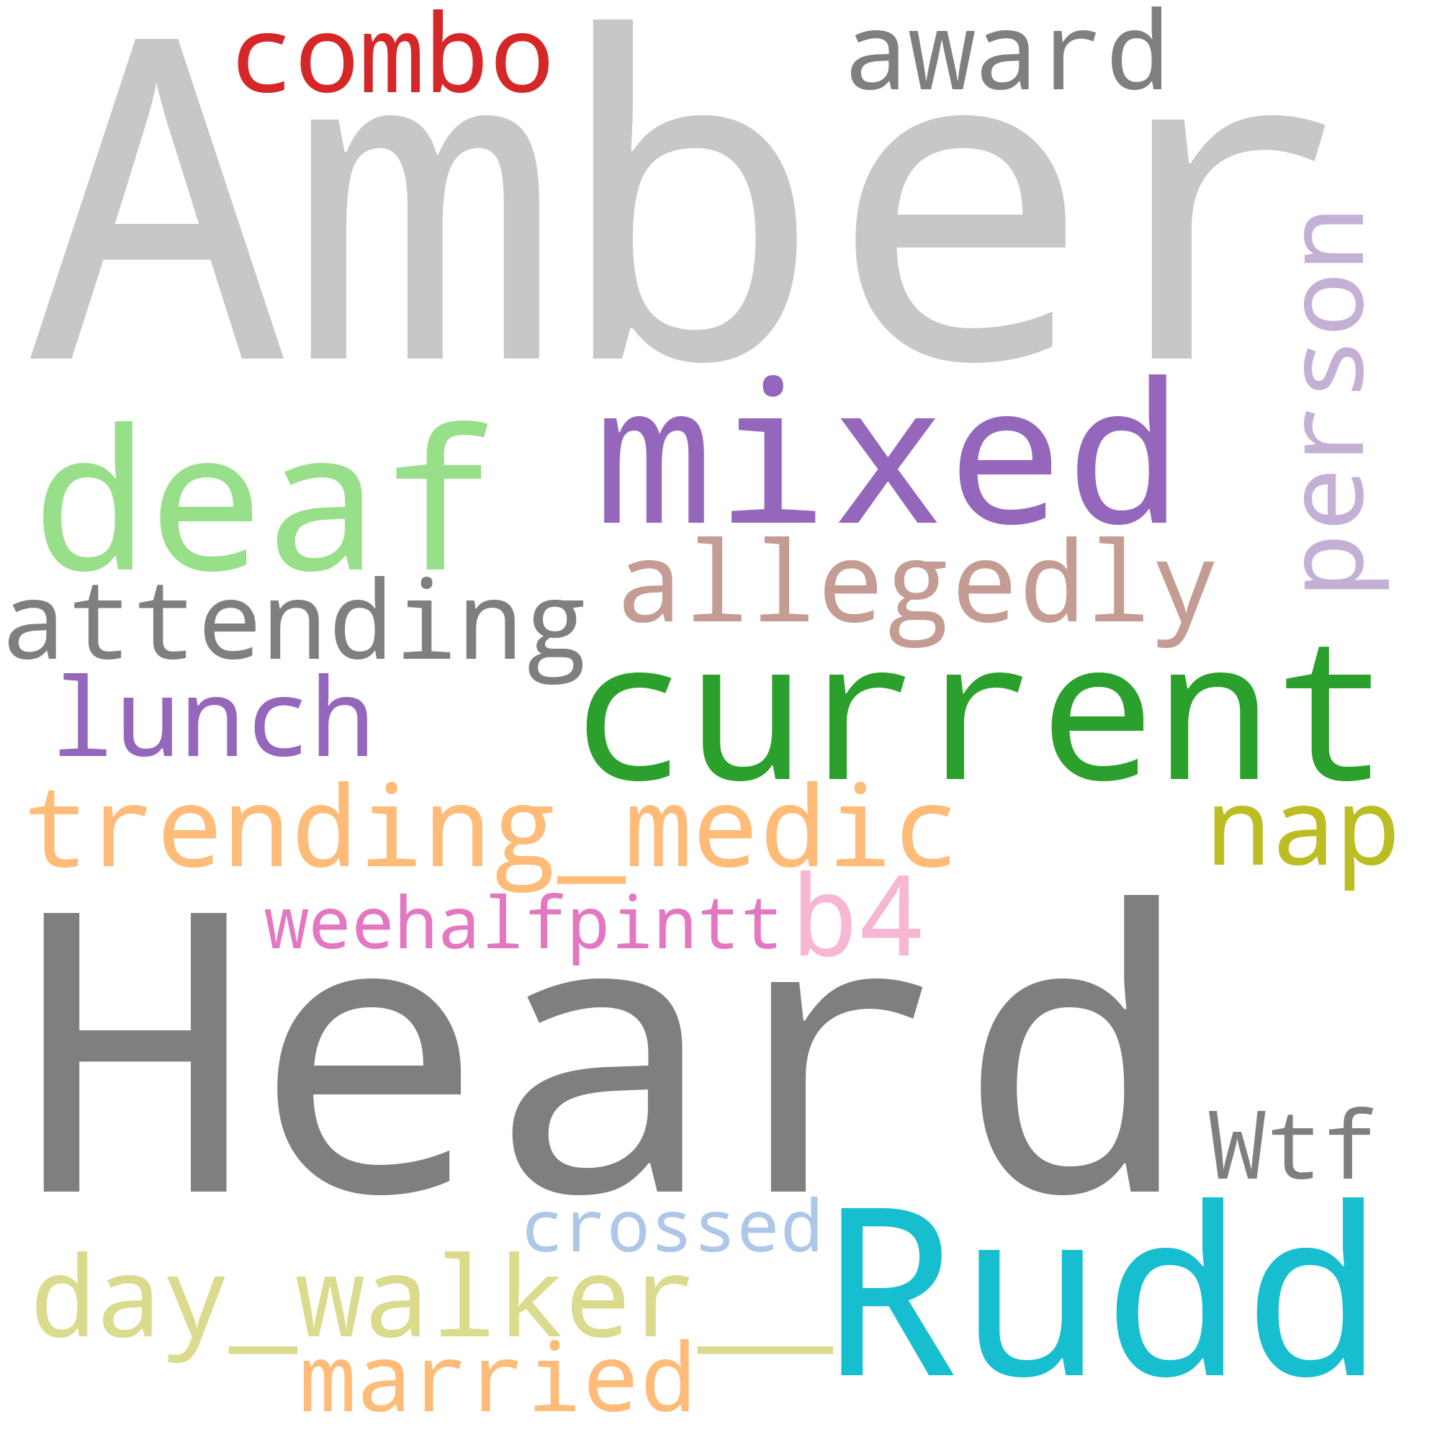 combo
award
Amber
person
mixed
deaf
allegedly
attending
current
lunch
trending_medic
nap
weehalfpintt
b4
Heard
Wtf
crossed
Rudd
day_walker__
married